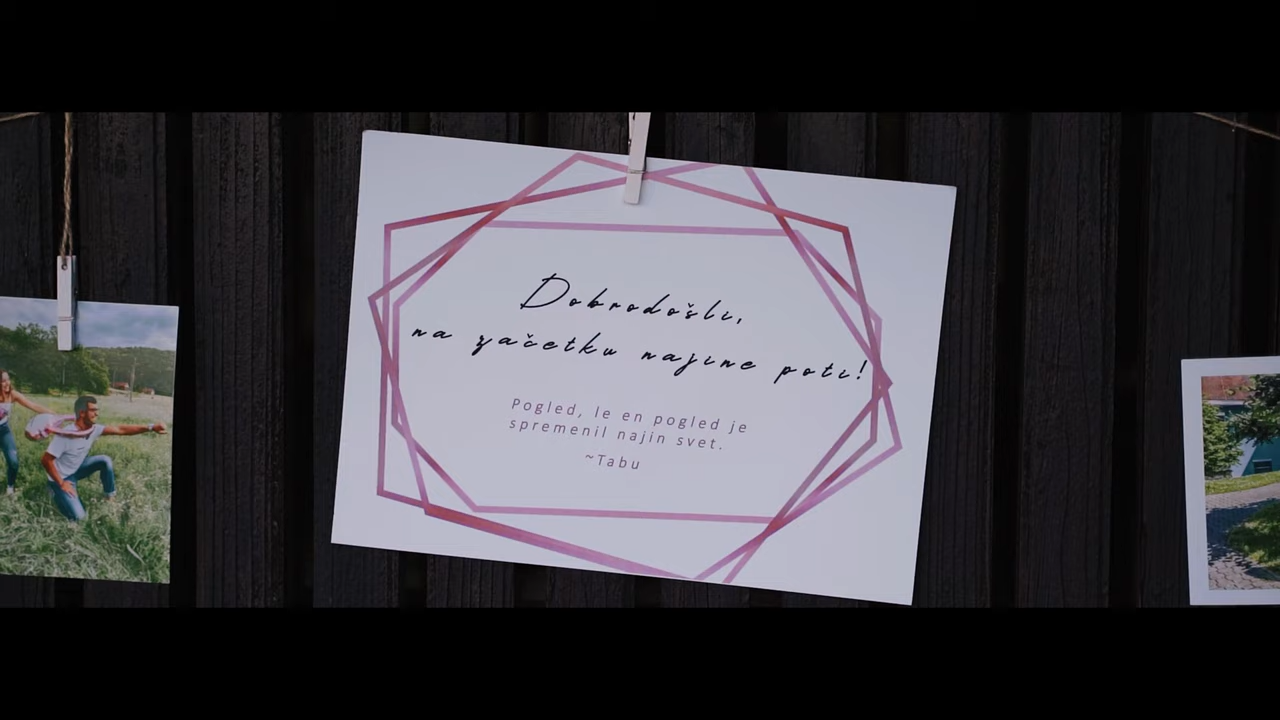 Dobrodošli,
na začetku najine poti!
Pogled, le en pogled je
spremenil najin svet.
~Tabu